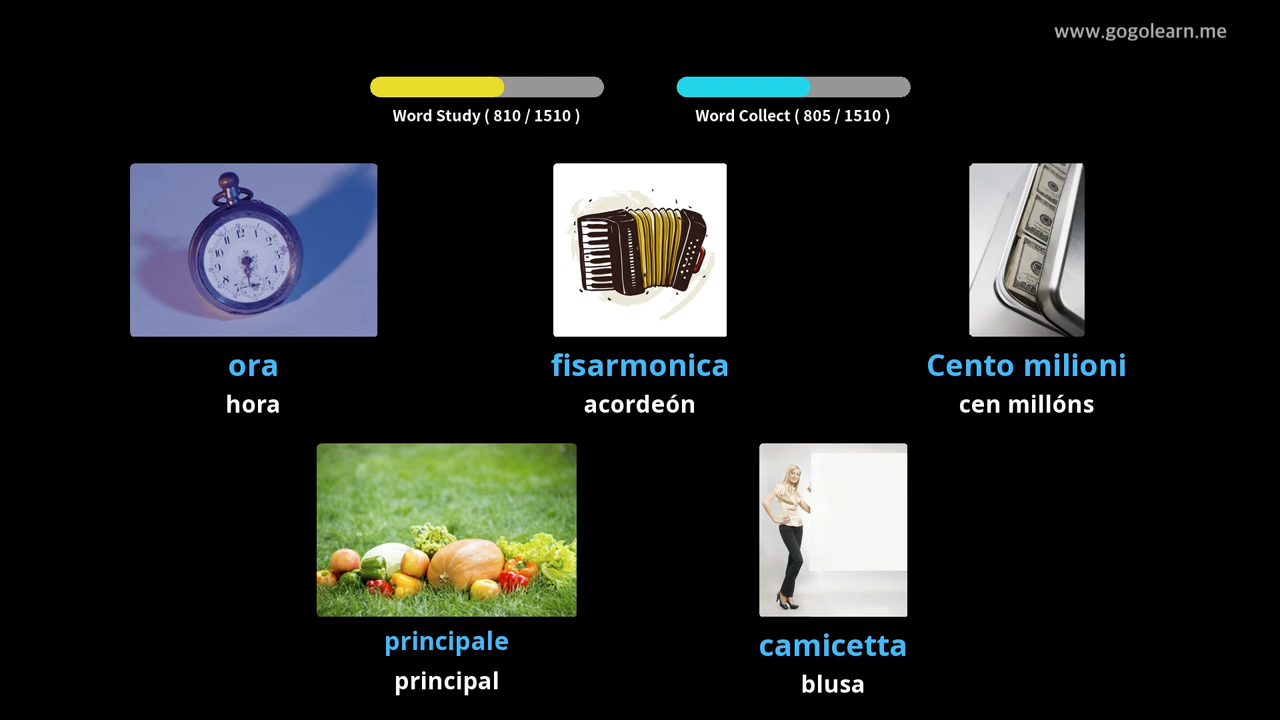 www.gogolearn.me
Word Study ( 810 / 1510 )
Word Collect ( 805 / 1510 )
ora
hora
fisarmonica
acordeón
Cento milioni
cen millóns
principale
principal
camicetta
blusa